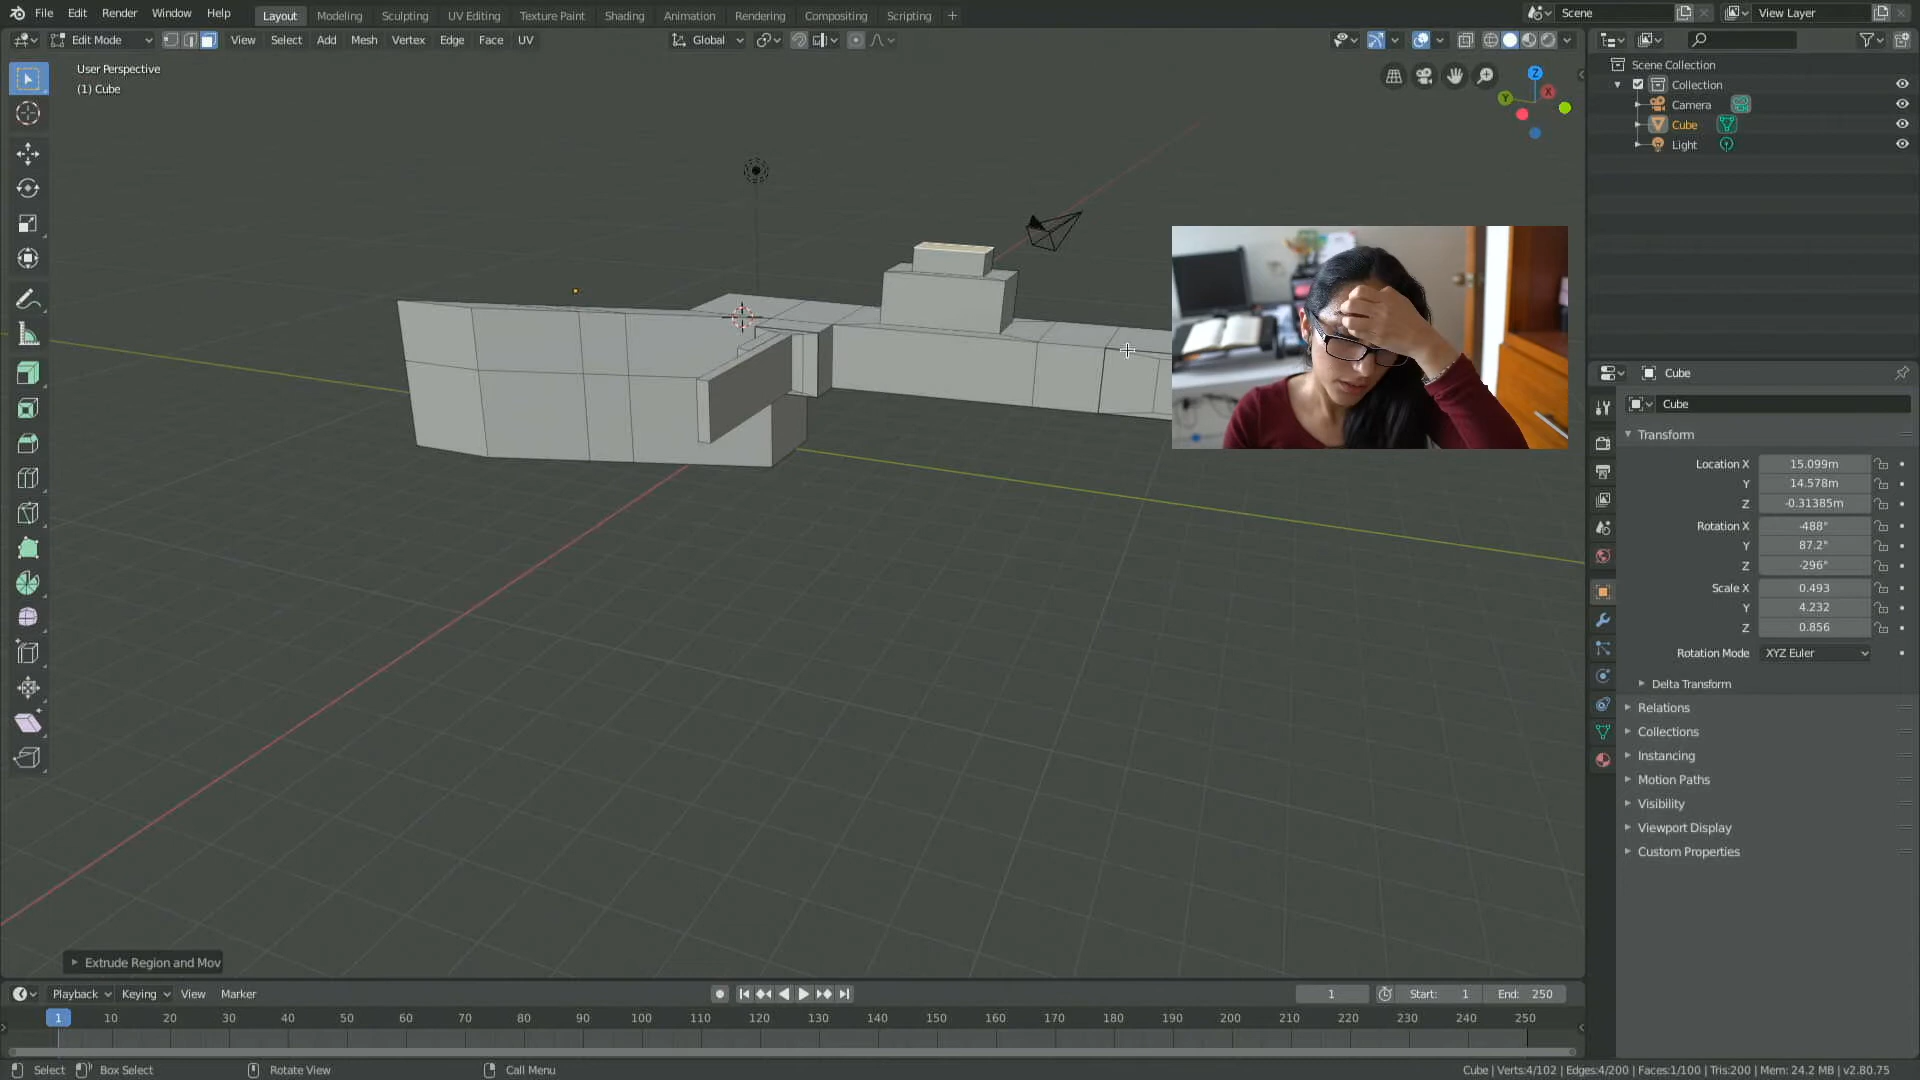 File Edit Render Window Help Layout Modeling Sculpting UV Editing Texture Paint Shading Animation Rendering Compositing Scripting + Scene View Layer
Edit Mode View Select Add Mesh Vertex Edge Face UV Global
User Perspective
(1) Cube
Z
Y
X
Scene Collection
Collection
Camera
Cube
Light
Cube
Cube
Transform
Location X 15.099m
Y 14.578m
Z -0.31385m
Rotation X -488°
Y 87.2°
Z -296°
Scale X 0.493
Y 4.232
Z 0.856
Rotation Mode XYZ Euler
Delta Transform
Relations
Collections
Instancing
Motion Paths
Visibility
Viewport Display
Custom Properties
Extrude Region and Mov
Playback Keying View Marker 1 Start: 1 End: 250
1 10 20 30 40 50 60 70 80 90 100 110 120 130 140 150 160 170 180 190 200 210 220 230 240 250
Select Box Select Rotate View Call Menu Cube | Verts:4/102 | Edges:4/200 | Faces:1/100 | Tris:200 | Mem: 24.2 MB | v2.80.75